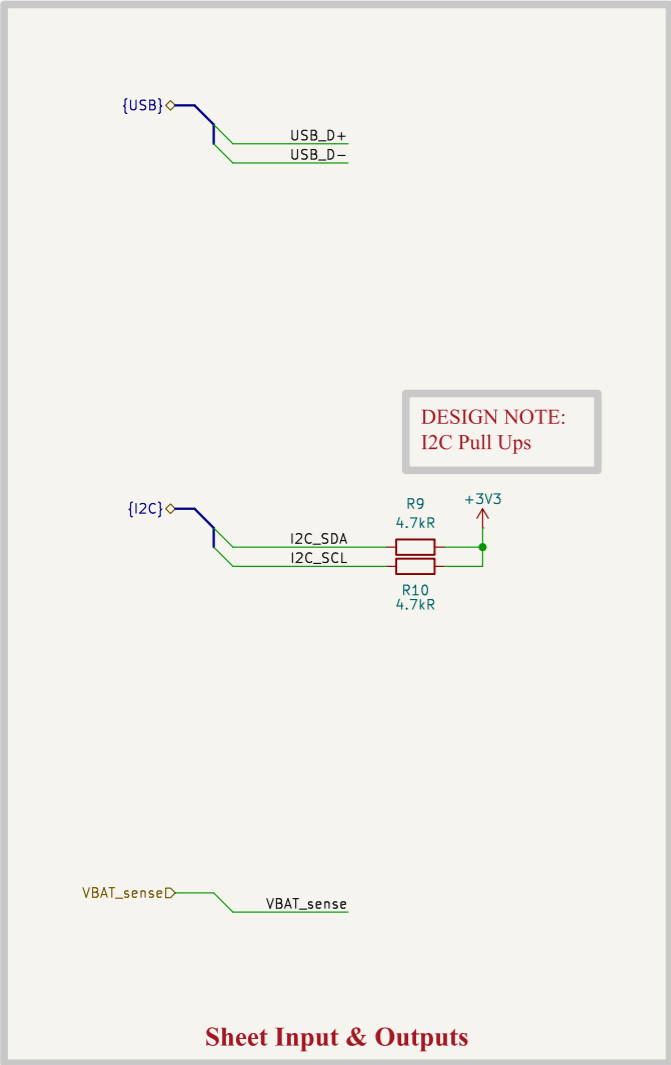 {USB}
USB_D+
USB_D−
DESIGN NOTE:
I2C Pull Ups
R9
4.7kR
+3V3
{I2C}
I2C_SDA
I2C_SCL
R10
4.7kR
VBAT_sense
VBAT_sense
Sheet Input & Outputs